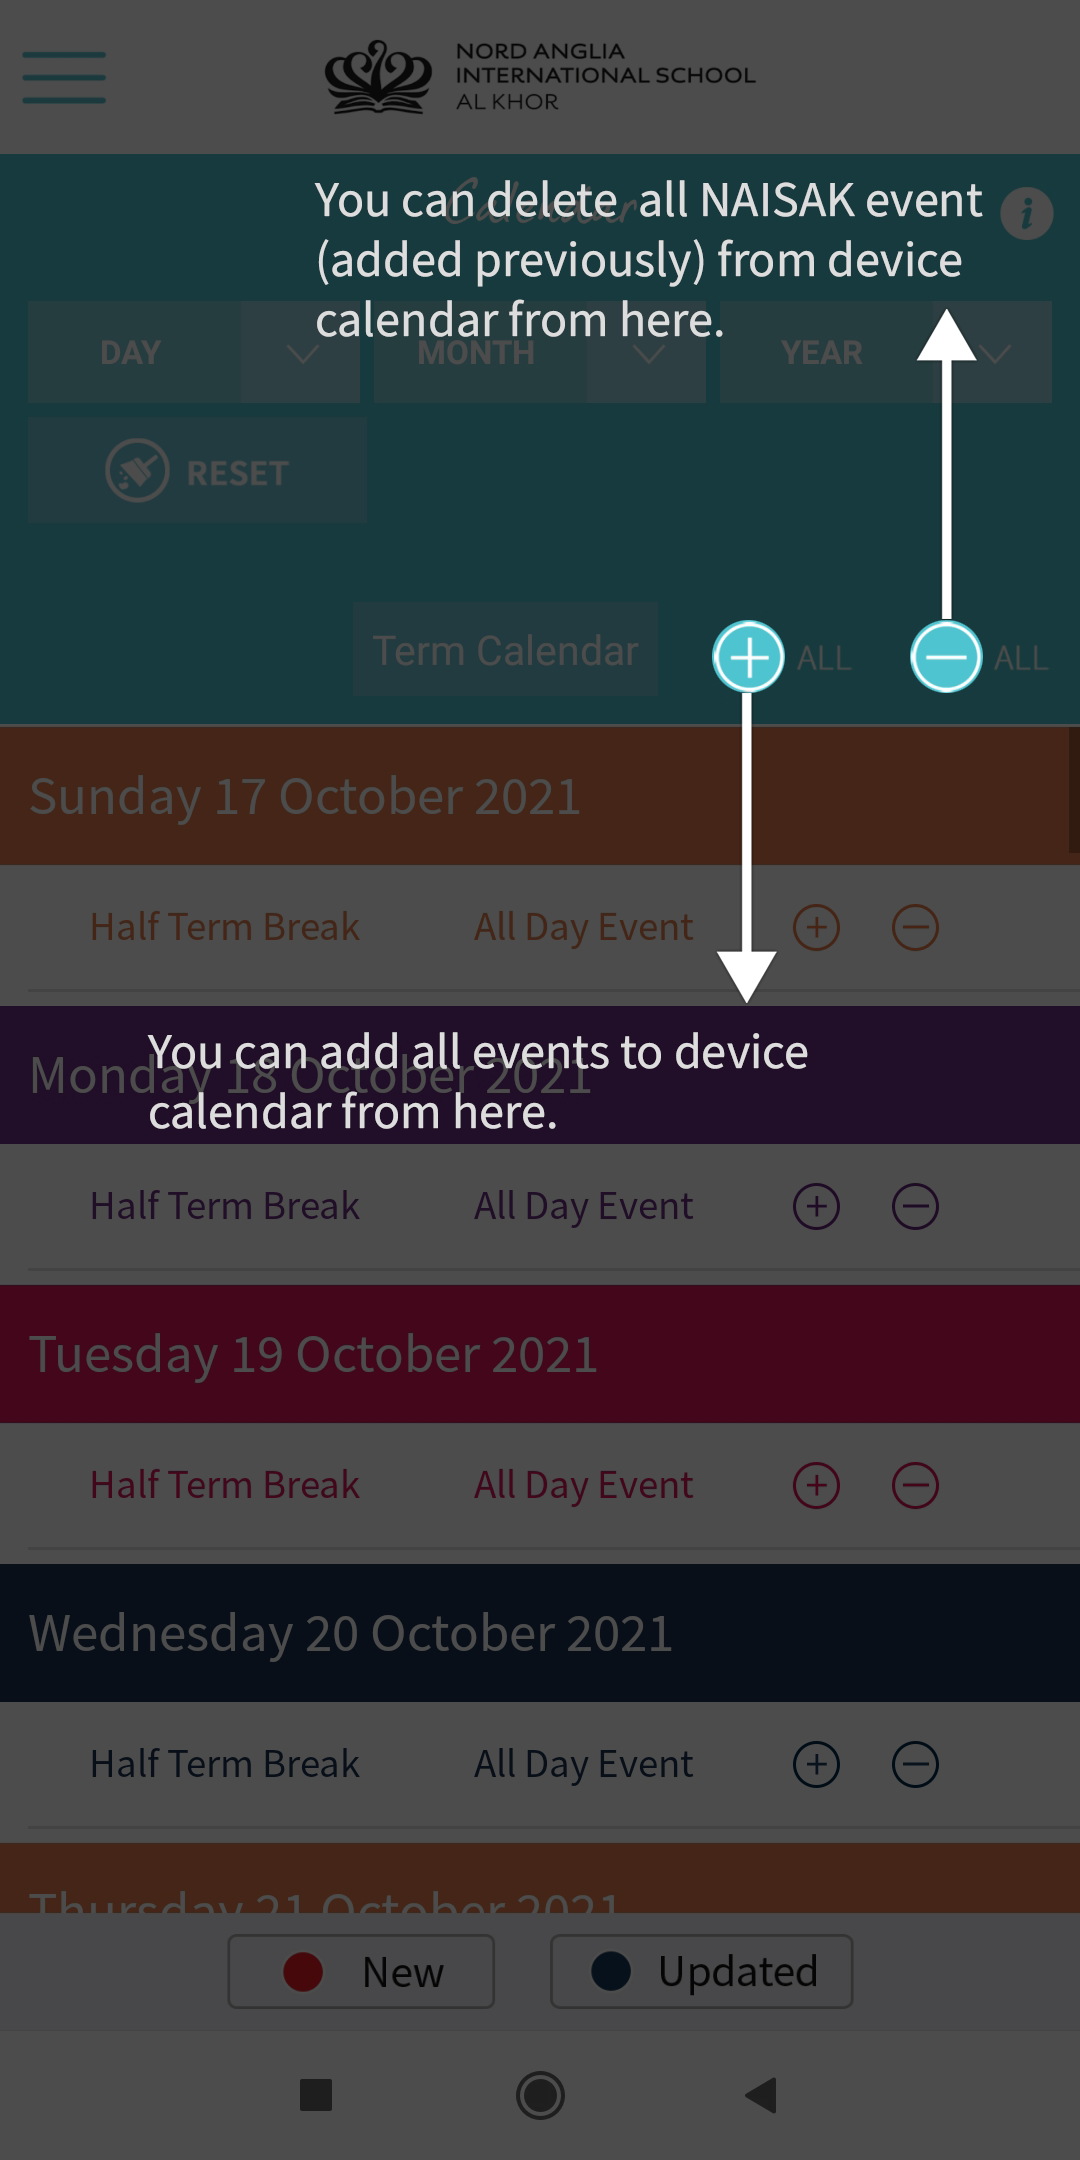 NORD ANGLIA
INTERNATIONAL SCHOOL
AL KHOR
Calendar
You can delete all NAISAK event
(added previously) from device
calendar from here.
DAY MONTH YEAR
RESET
Term Calendar ALL ALL
Sunday 17 October 2021
Half Term Break All Day Event
You can add all events to device
calendar from here.
Monday 18 October 2021
Half Term Break All Day Event
Tuesday 19 October 2021
Half Term Break All Day Event
Wednesday 20 October 2021
Half Term Break All Day Event
Thursday 21 October 2021
New Updated